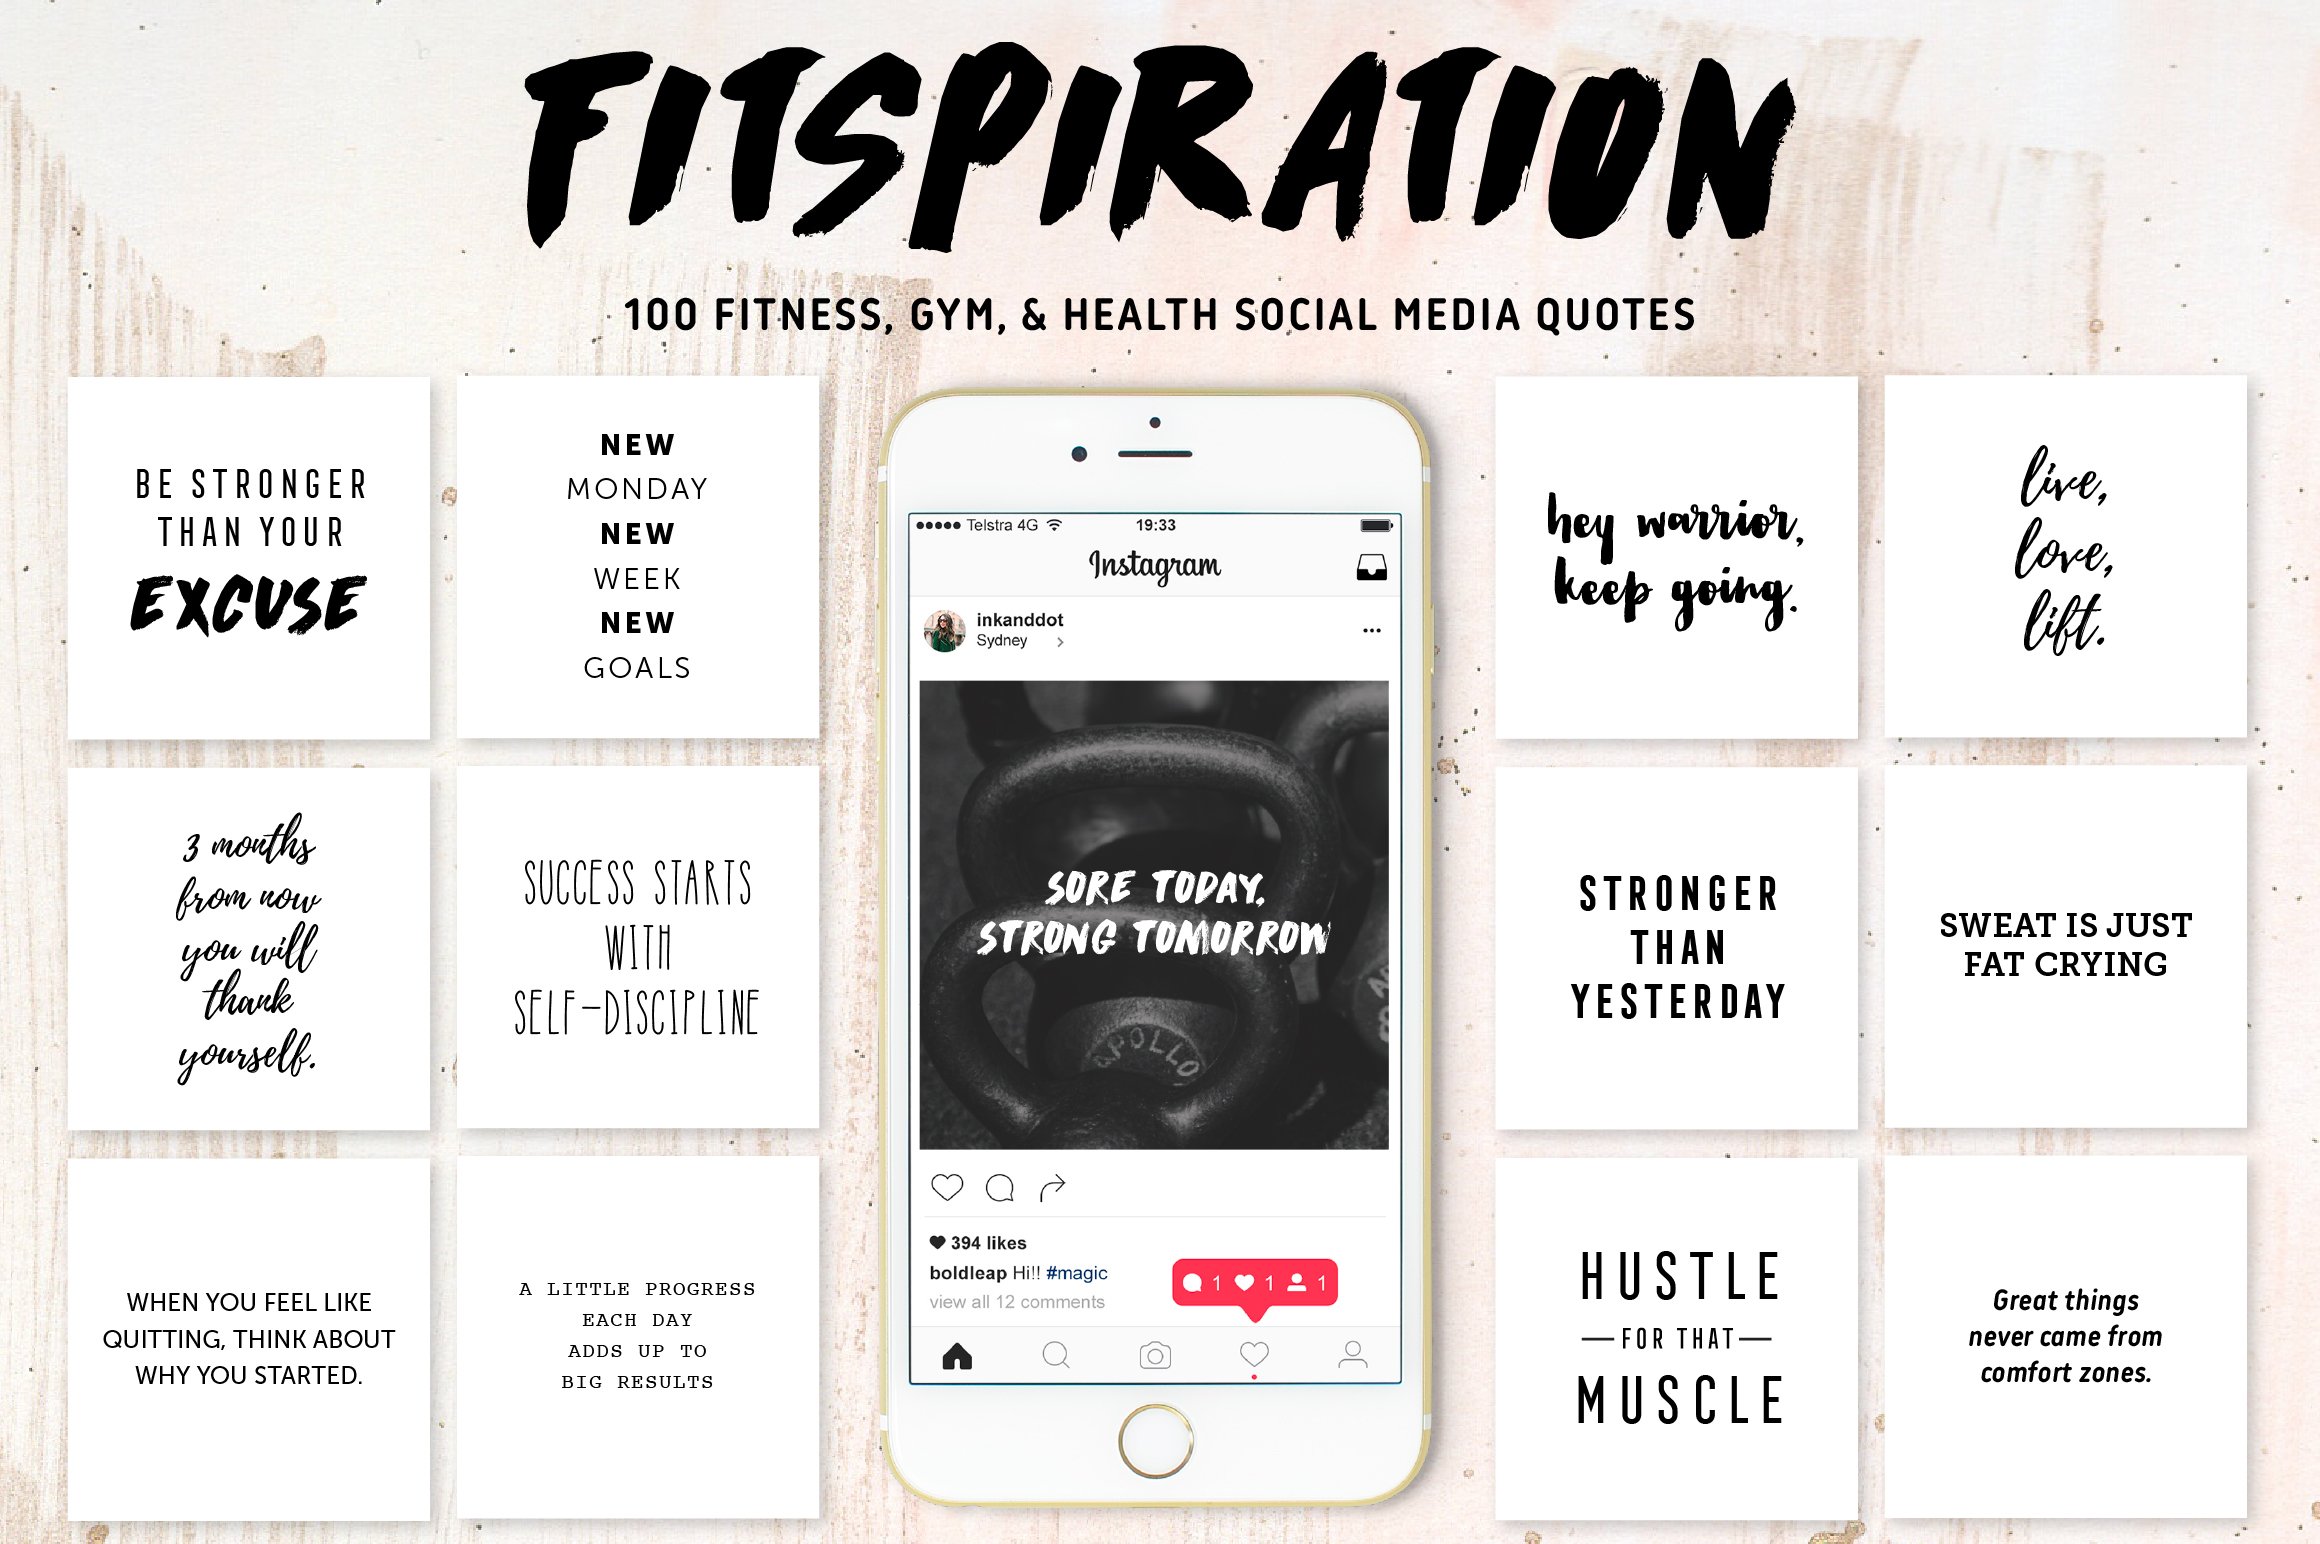 FITSPIRATION
100 FITNESS, GYM, & HEALTH SOCIAL MEDIA QUOTES
BE STRONGER
THAN YOUR
EXCUSE
NEW
MONDAY
NEW
WEEK
NEW
GOALS
3 months
from now
you will
thank
yourself.
SUCCESS STARTS
WITH
SELF-DISCIPLINE
WHEN YOU FEEL LIKE
QUITTING, THINK ABOUT
WHY YOU STARTED.
A LITTLE PROGRESS
EACH DAY
ADDS UP TO
BIG RESULTS
Telstra 4G 19:33
Instagram
inkanddot
Sydney
SORE TODAY,
STRONG TOMORROW
APOLLO
394 likes
boldleap Hi!! #magic
view all 12 comments
1 1 1
hey warrior,
keep going.
live,
love,
lift.
STRONGER
THAN
YESTERDAY
SWEAT IS JUST
FAT CRYING
HUSTLE
FOR THAT
MUSCLE
Great things
never came from
comfort zones.